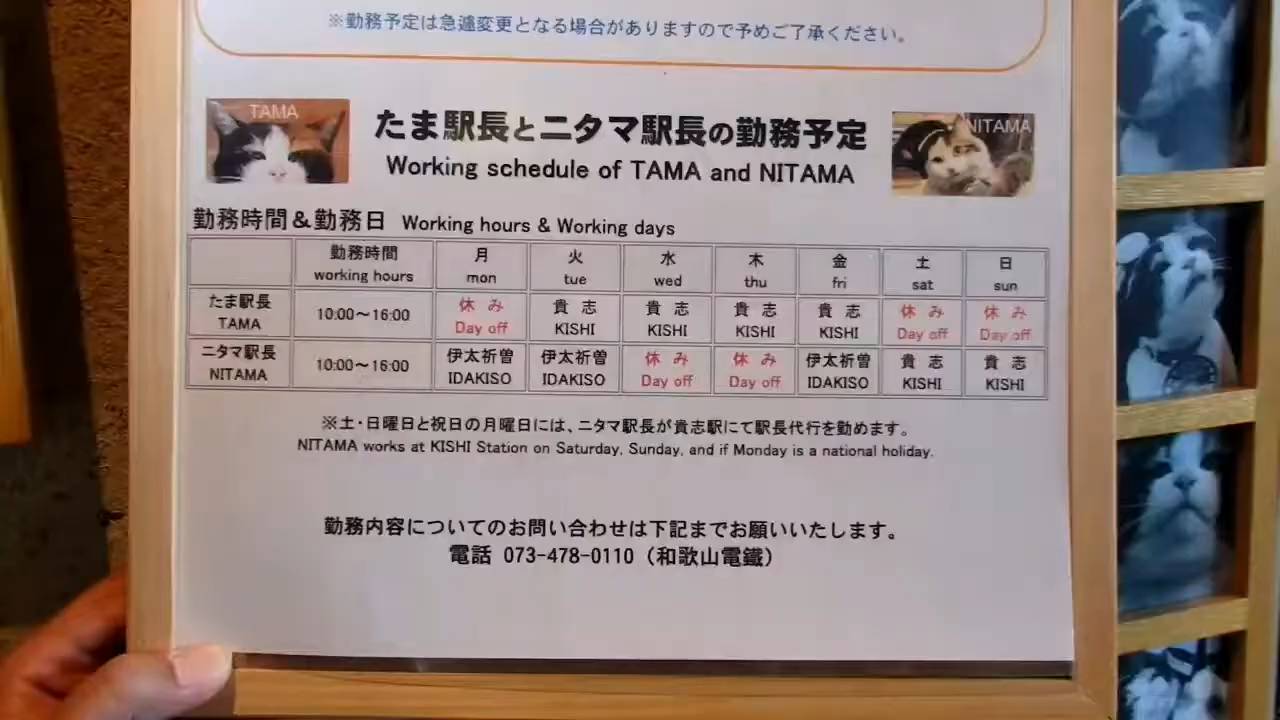 ※勤務予定は急遽変更となる場合がありますので予めご了承ください。
TAMA
たま駅長とニタマ駅長の勤務予定
Working schedule of TAMA and NITAMA
NITAMA
勤務時間＆勤務日 Working hours & Working days
勤務時間 月 火 水 木 金 土 日
working hours mon tue wed thu fri sat sun
たま駅長 10:00～16:00 休み 貴志 貴志 貴志 貴志 休み 休み
TAMA Day off KISHI KISHI KISHI KISHI Day off Day off
ニタマ駅長 10:00～16:00 伊太祈曽 伊太祈曽 休み 休み 伊太祈曽 貴志 貴志
NITAMA IDAKISO IDAKISO Day off Day off IDAKISO KISHI KISHI
※土・日曜日と祝日の月曜日には、ニタマ駅長が貴志駅にて駅長代行を勤めます。
NITAMA works at KISHI Station on Saturday, Sunday, and if Monday is a national holiday.
勤務内容についてのお問い合わせは下記までお願いいたします。
電話 073-478-0110（和歌山電鐵）